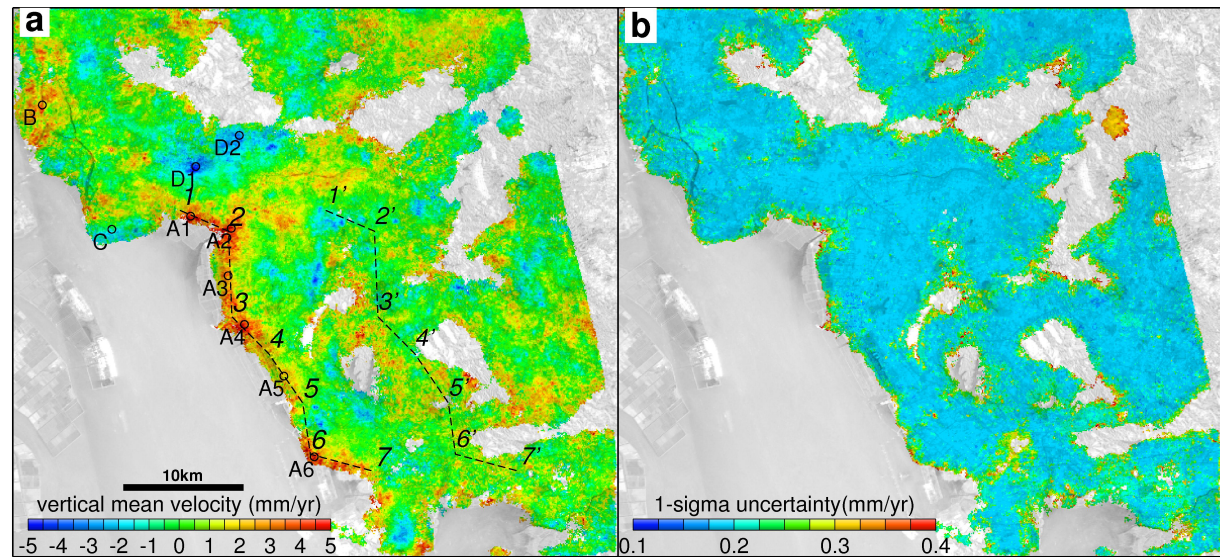 a
b
B
D2
D1
1
1’
2’
A1
2
A2
C
A3
3
3’
A4
4
4’
A5
5
5’
6
6’
A6
7
7’
10km
vertical mean velocity (mm/yr)
-5 -4 -3 -2 -1 0 1 2 3 4 5
1-sigma uncertainty(mm/yr)
0.1 0.2 0.3 0.4